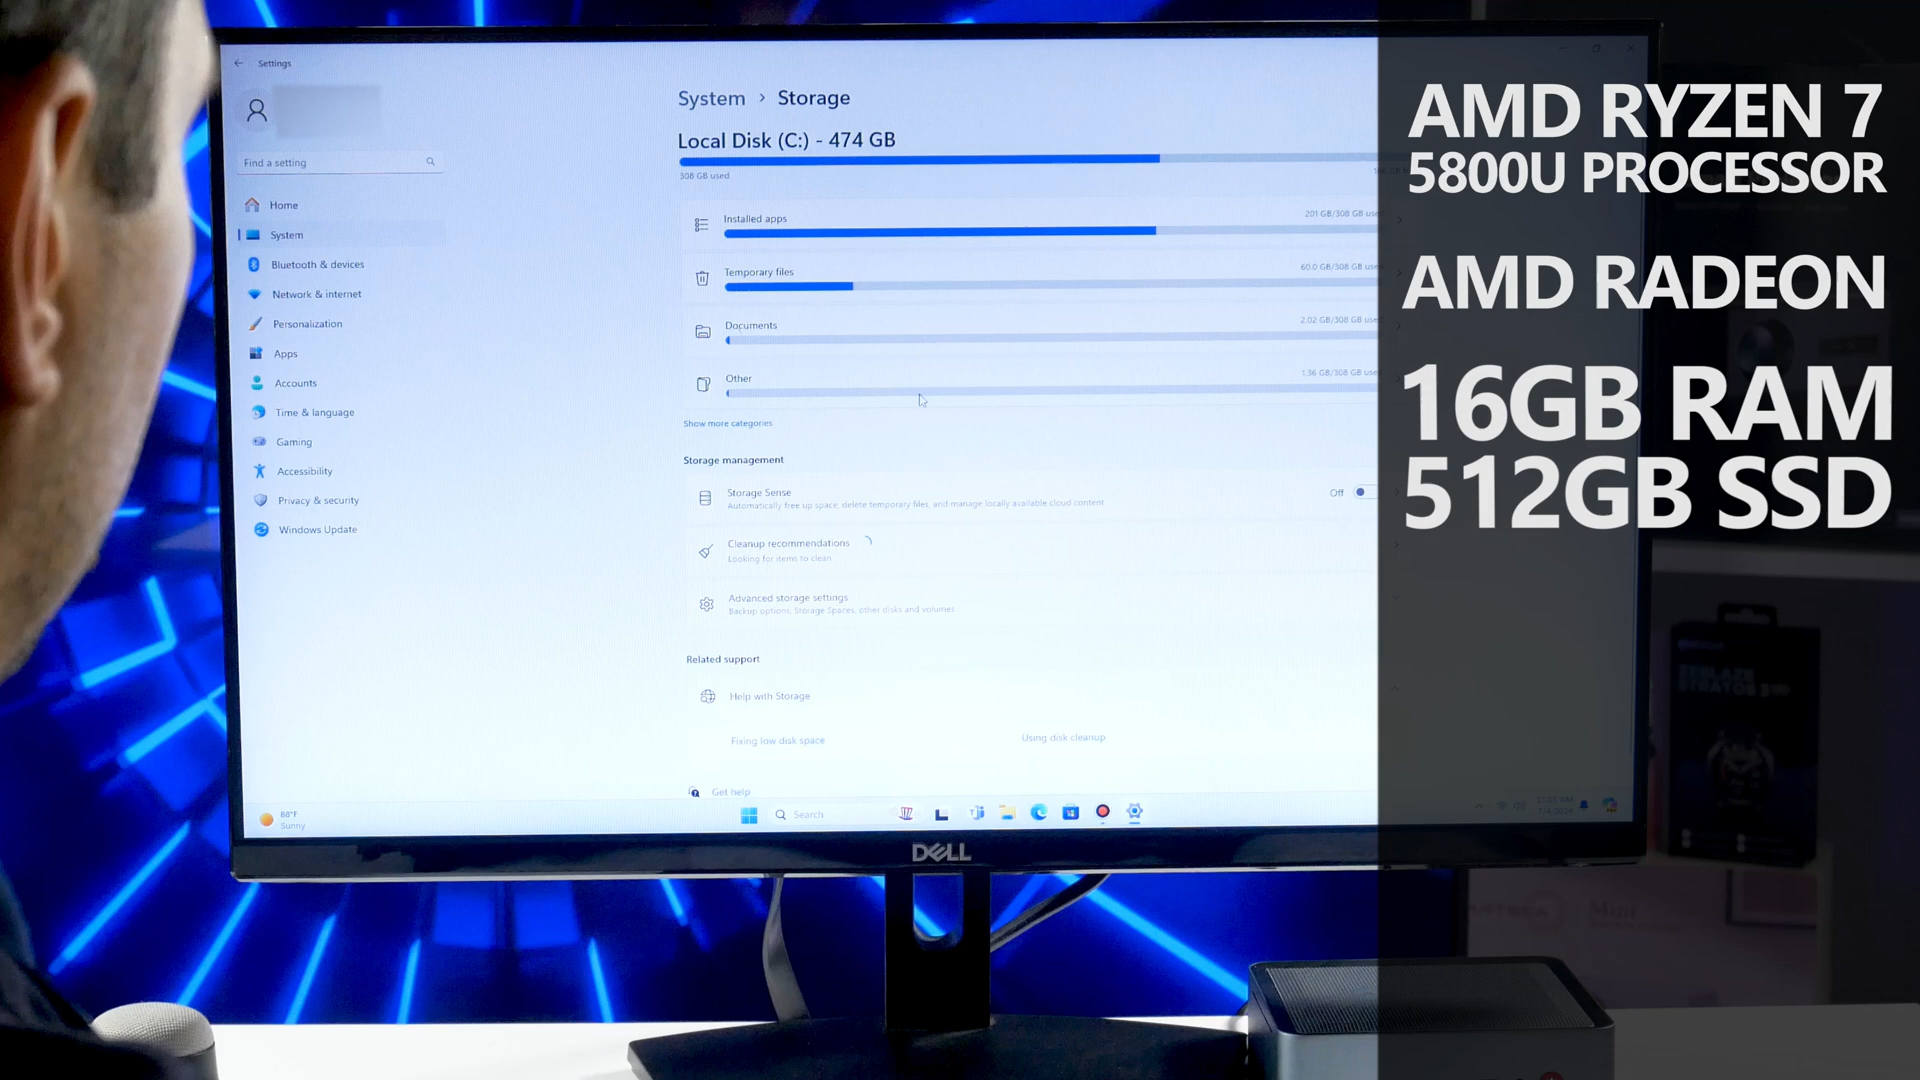 Settings
Find a setting
Home
System
Bluetooth & devices
Network & internet
Personalization
Apps
Accounts
Time & language
Gaming
Accessibility
Privacy & security
Windows Update
System > Storage
Local Disk (C:) - 474 GB
308 GB used
Installed apps
201 GB/308 GB used
Temporary files
60.0 GB/308 GB used
Documents
2.02 GB/308 GB used
Other
1.36 GB/308 GB used
Show more categories
Storage management
Storage Sense
Off
Automatically free up space, delete temporary files, and manage locally available cloud content
Cleanup recommendations
Looking for items to clean
Advanced storage settings
Backup options, Storage Spaces, other disks and volumes
Related support
Help with Storage
Fixing low disk space
Using disk cleanup
Get help
88°F
Sunny
Search
DELL
AMD RYZEN 7
5800U PROCESSOR
AMD RADEON
16GB RAM
512GB SSD
ZEBLAZE
STRATOS 3
Mini